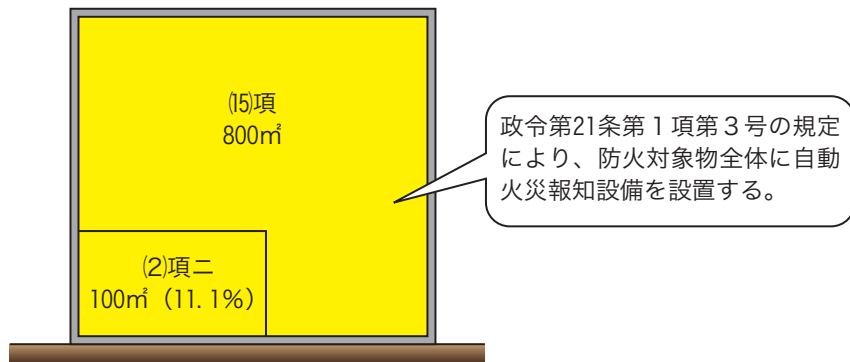 ⒂項
800㎡
⑵項ニ
100㎡（11.1%）
政令第21条第１項第３号の規定
により、防火対象物全体に自動
火災報知設備を設置する。